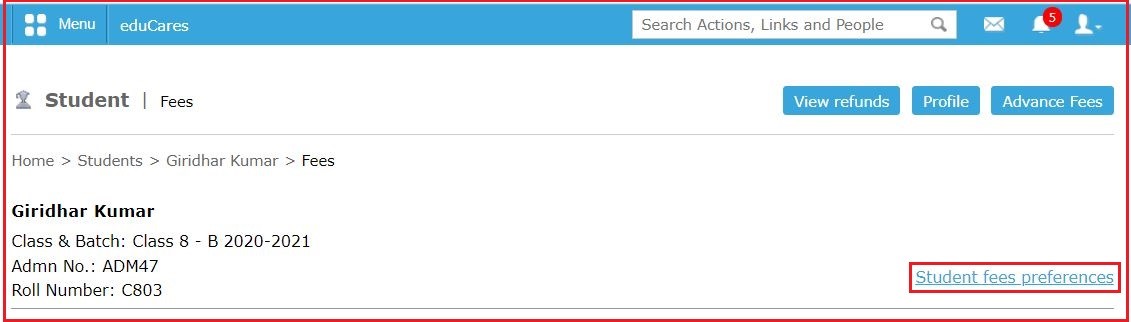 Menu eduCares Search Actions, Links and People 5
Student | Fees View refunds Profile Advance Fees
Home > Students > Giridhar Kumar > Fees
Giridhar Kumar
Class & Batch: Class 8 - B 2020-2021
Admn No.: ADM47
Student fees preferences
Roll Number: C803